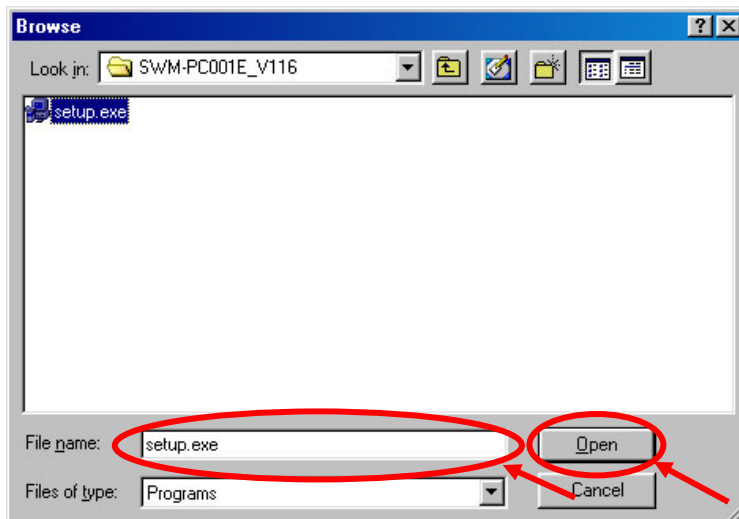 Browse
Look in: SWM-PC001E_V116
setup.exe
File name: setup.exe Open
Files of type: Programs Cancel